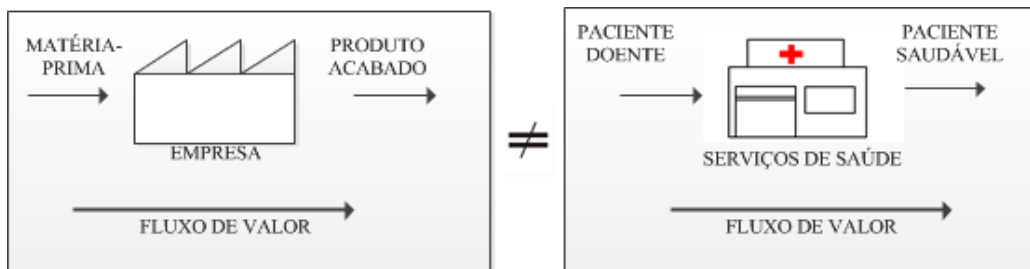 MATÉRIA-
PRIMA
PRODUTO
ACABADO
EMPRESA
FLUXO DE VALOR
≠
PACIENTE
DOENTE
PACIENTE
SAUDÁVEL
SERVIÇOS DE SAÚDE
FLUXO DE VALOR